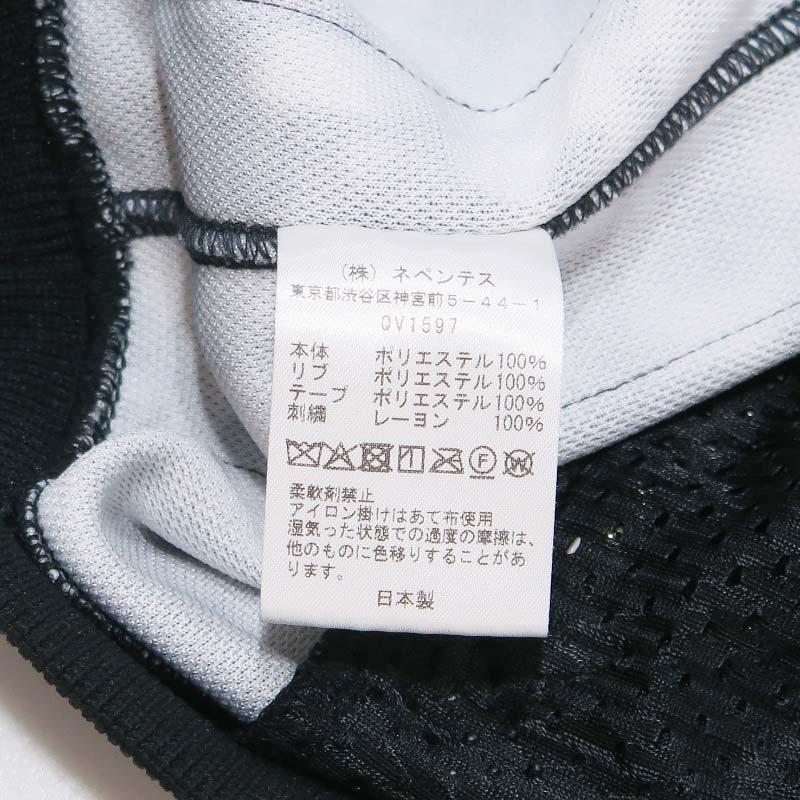 （株）ネペンテス
東京都渋谷区神宮前5－44－1
OV1597
本体 ポリエステル100%
リブ ポリエステル100%
テープ ポリエステル100%
刺繍 レーヨン 100%
F W
柔軟剤禁止
アイロン掛けはあて布使用
湿気った状態での過度の摩擦は、
他のものに色移りすることがあ
ります。
日本製